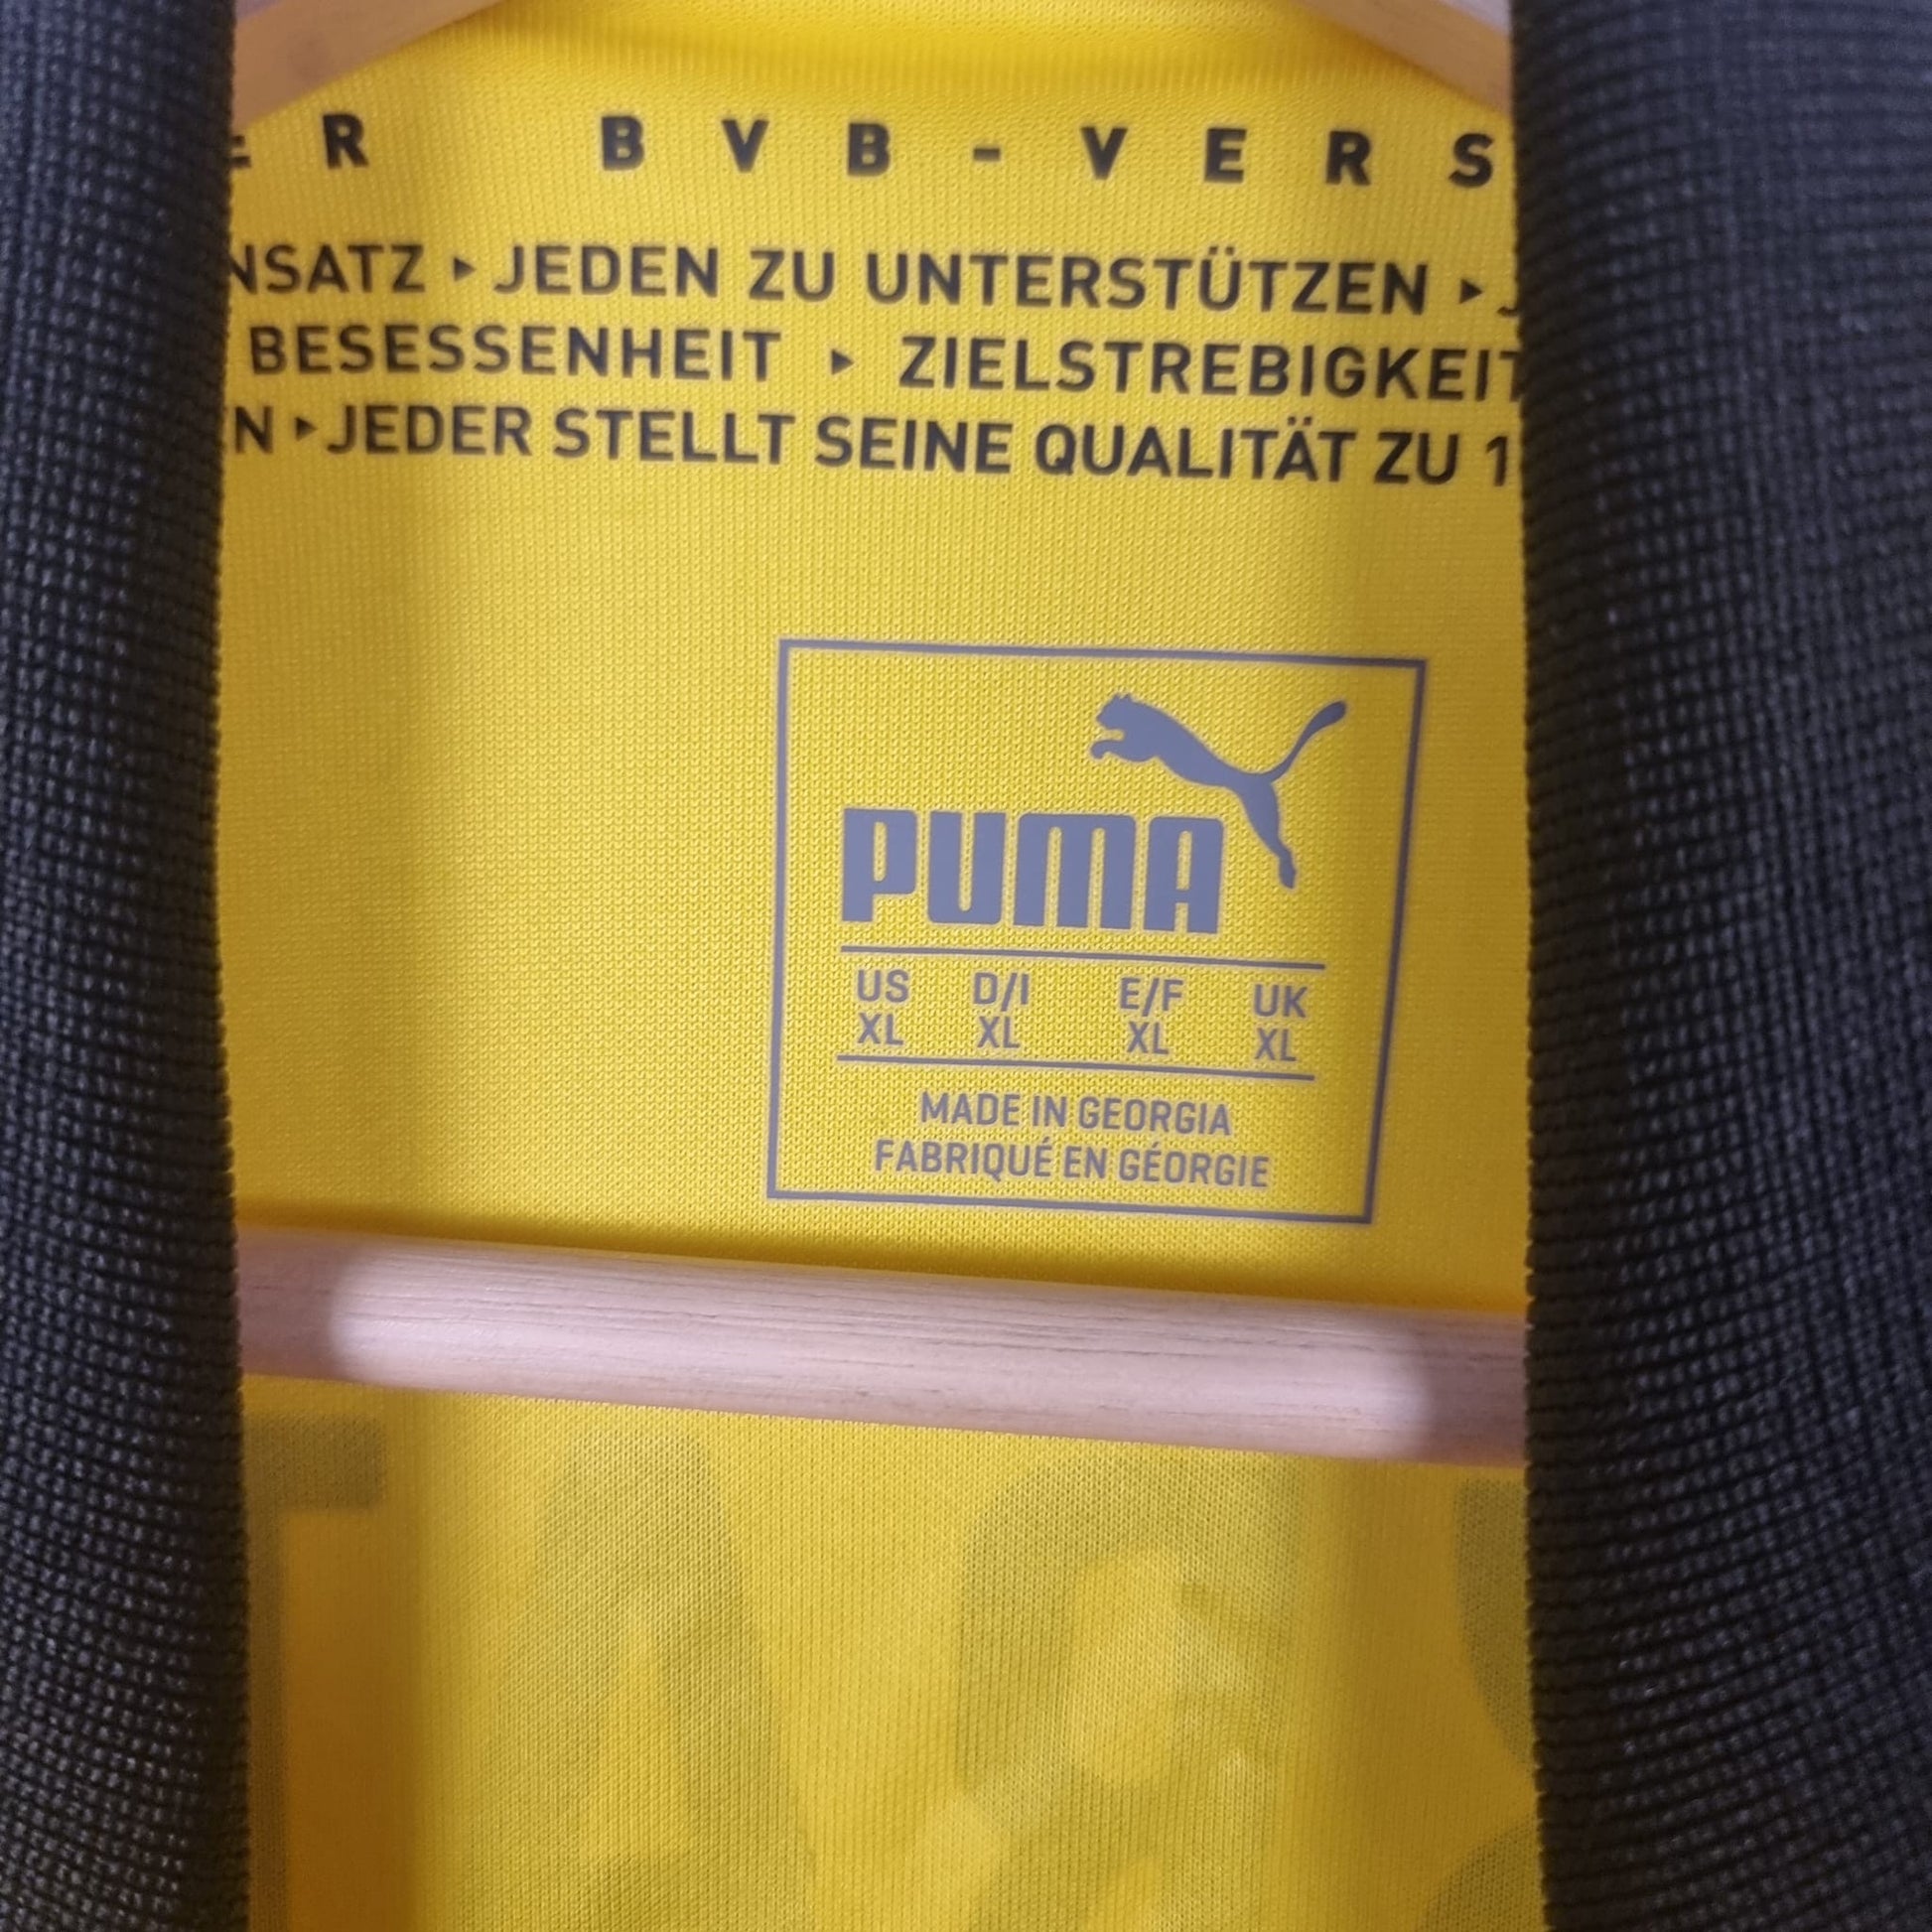 ER BVB-VERS
NSATZ ▸ JEDEN ZU UNTERSTÜTZEN ▸ J
BESESSENHEIT ▸ ZIELSTREBIGKEIT
N ▸ JEDER STELLT SEINE QUALITÄT ZU 1
PUMA
US D/I E/F UK
XL XL XL XL
MADE IN GEORGIA
FABRIQUÉ EN GÉORGIE